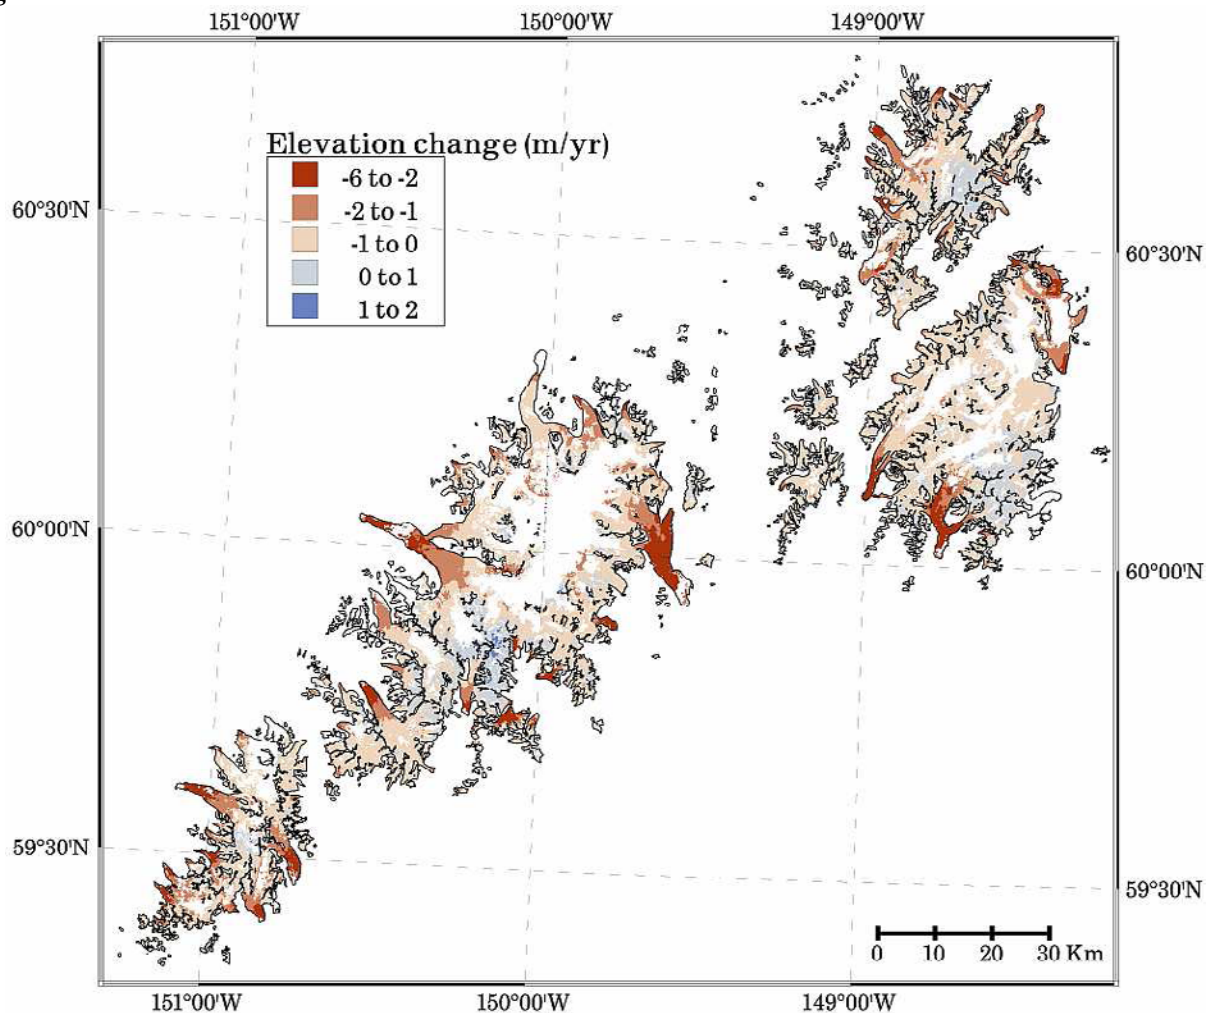 151°00'W 150°00'W 149°00'W
Elevation change (m/yr)
-6 to -2
-2 to -1
-1 to 0
0 to 1
1 to 2
60°30'N
60°30'N
60°00'N
60°00'N
59°30'N
59°30'N
0 10 20 30 Km
151°00'W 150°00'W 149°00'W